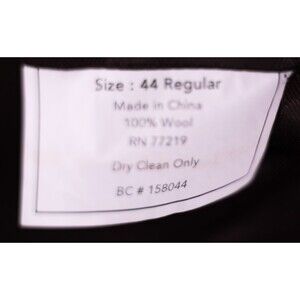 Size : 44 Regular
Made in China
100% Wool
RN 77219
Dry Clean Only
BC # 158044